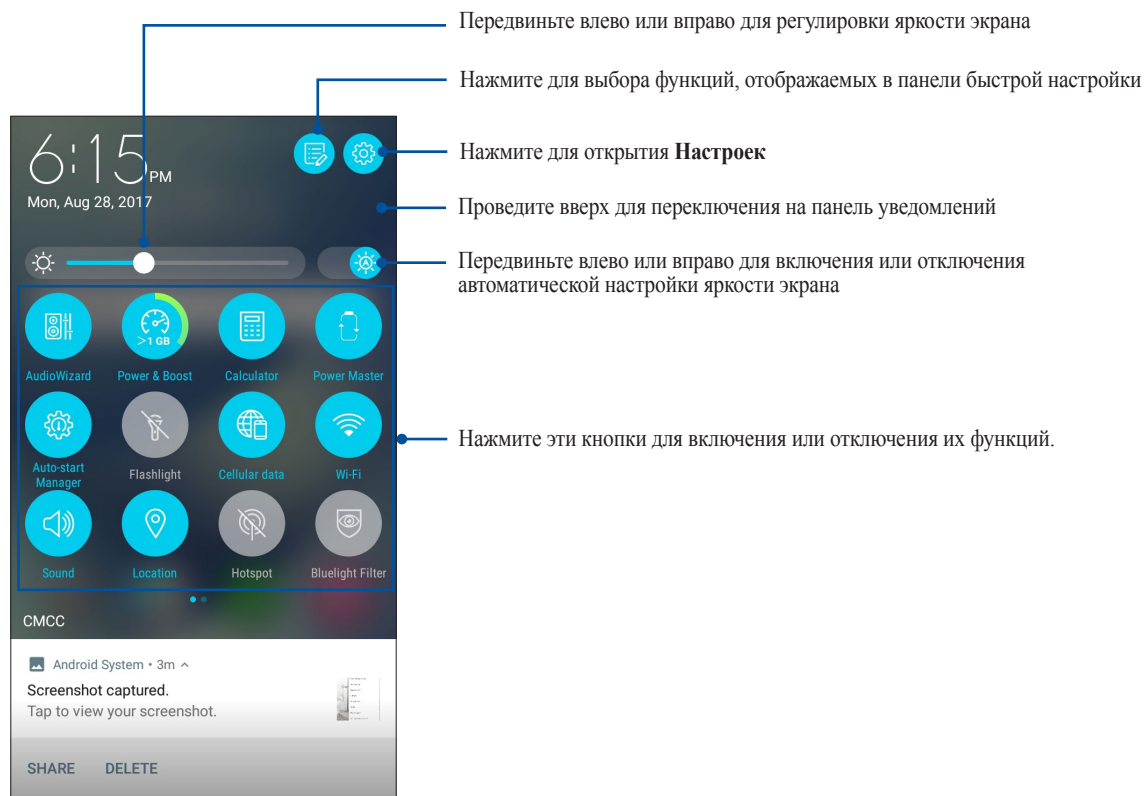 Передвиньте влево или вправо для регулировки яркости экрана
Нажмите для выбора функций, отображаемых в панели быстрой настройки
Нажмите для открытия Настроек
Проведите вверх для переключения на панель уведомлений
Передвиньте влево или вправо для включения или отключения
автоматической настройки яркости экрана
Нажмите эти кнопки для включения или отключения их функций.
6:15 PM
Mon, Aug 28, 2017
A
>1 GB
AudioWizard Power & Boost Calculator Power Master
Auto-start
Manager Flashlight Cellular data Wi-Fi
Sound Location Hotspot Bluelight Filter
CMCC
Android System • 3m
Screenshot captured.
Tap to view your screenshot.
SHARE DELETE